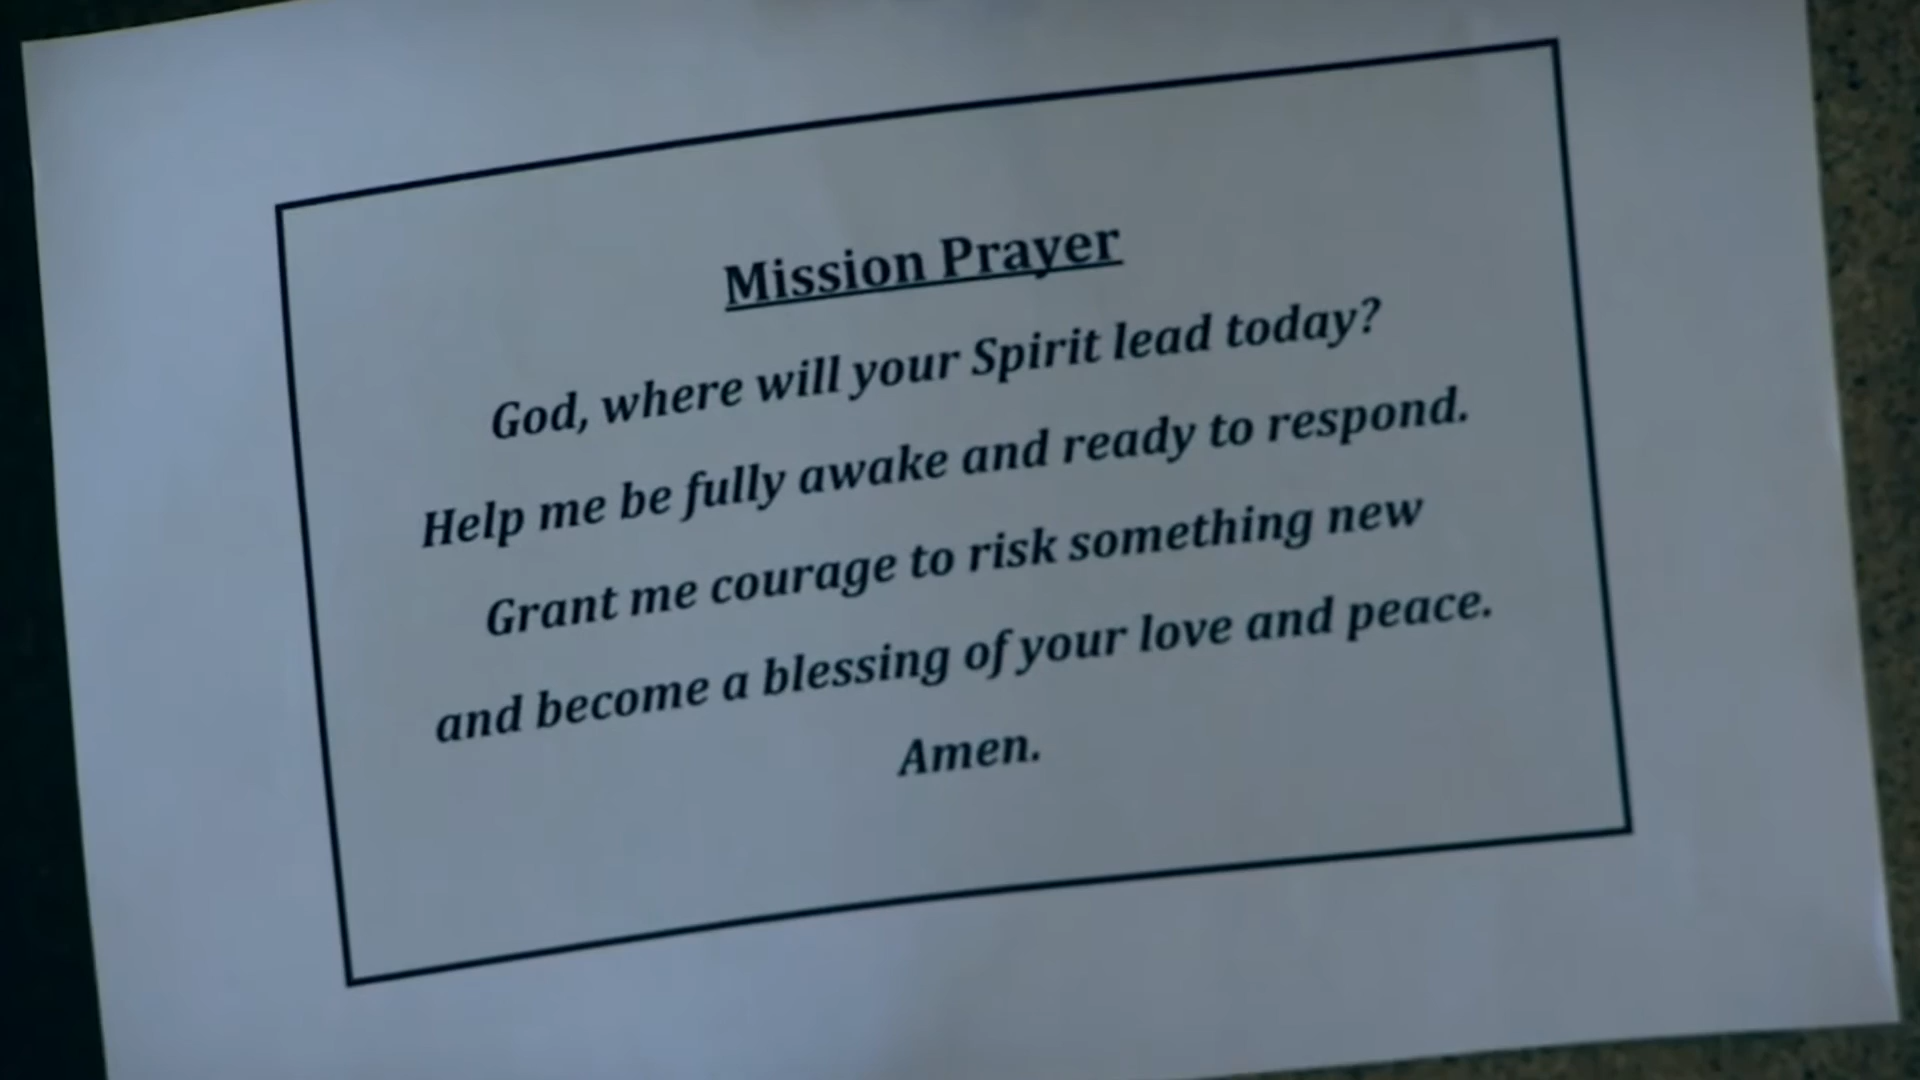 Mission Prayer
God, where will your Spirit lead today?
Help me be fully awake and ready to respond.
Grant me courage to risk something new
and become a blessing of your love and peace.
Amen.